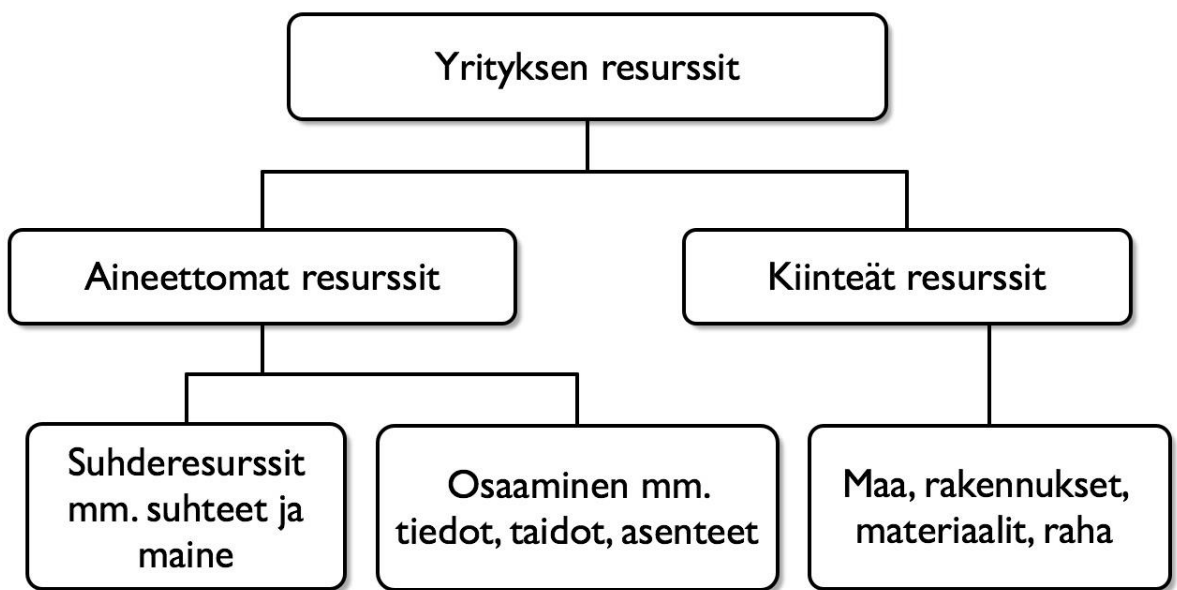 Yrityksen resurssit
Aineettomat resurssit
Kiinteät resurssit
Suhderesurssit
mm. suhteet ja
maine
Osaaminen mm.
tiedot, taidot, asenteet
Maa, rakennukset,
materiaalit, raha